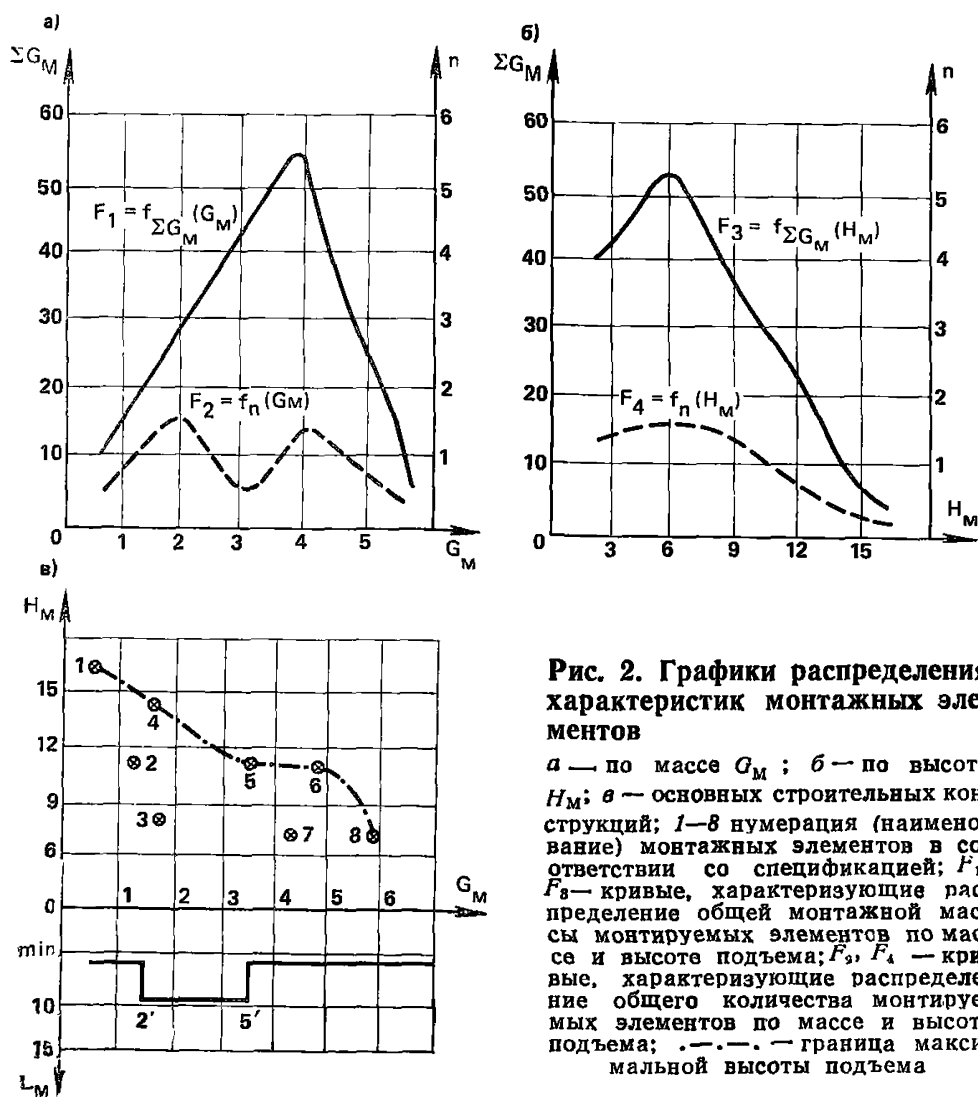 а)
ΣG_М
n
60
50
40
30
20
10
0
6
5
4
3
2
1
F₁ = f_ΣG_М (G_М)
F₂ = f_n (G_М)
1 2 3 4 5
G_М
б)
ΣG_М
n
60
50
40
30
20
10
0
6
5
4
3
2
1
F₃ = f_ΣG_М (H_М)
F₄ = f_n (H_М)
3 6 9 12 15
H_М
в)
H_М
15
12
9
6
0
1
4
2
5
6
3
7
8
1 2 3 4 5 6
G_М
min
10
15
2′ 5′
L_М
Рис. 2. Графики распределения
характеристик монтажных эле
ментов
а — по массе G_М ; б — по высот
H_М; в — основных строительных кон
струкций; 1—8 нумерация (наимено
вание) монтажных элементов в со
ответствии со спецификацией;
кривые, характеризующие рас
пределение общей монтажной мас
сы монтируемых элементов по мас
се и высоте подъема; F₄ — кри
вые, характеризующие распределе
ние общего количества монтируе
мых элементов по массе и высот
подъема; .—.—. — граница макси
мальной высоты подъема